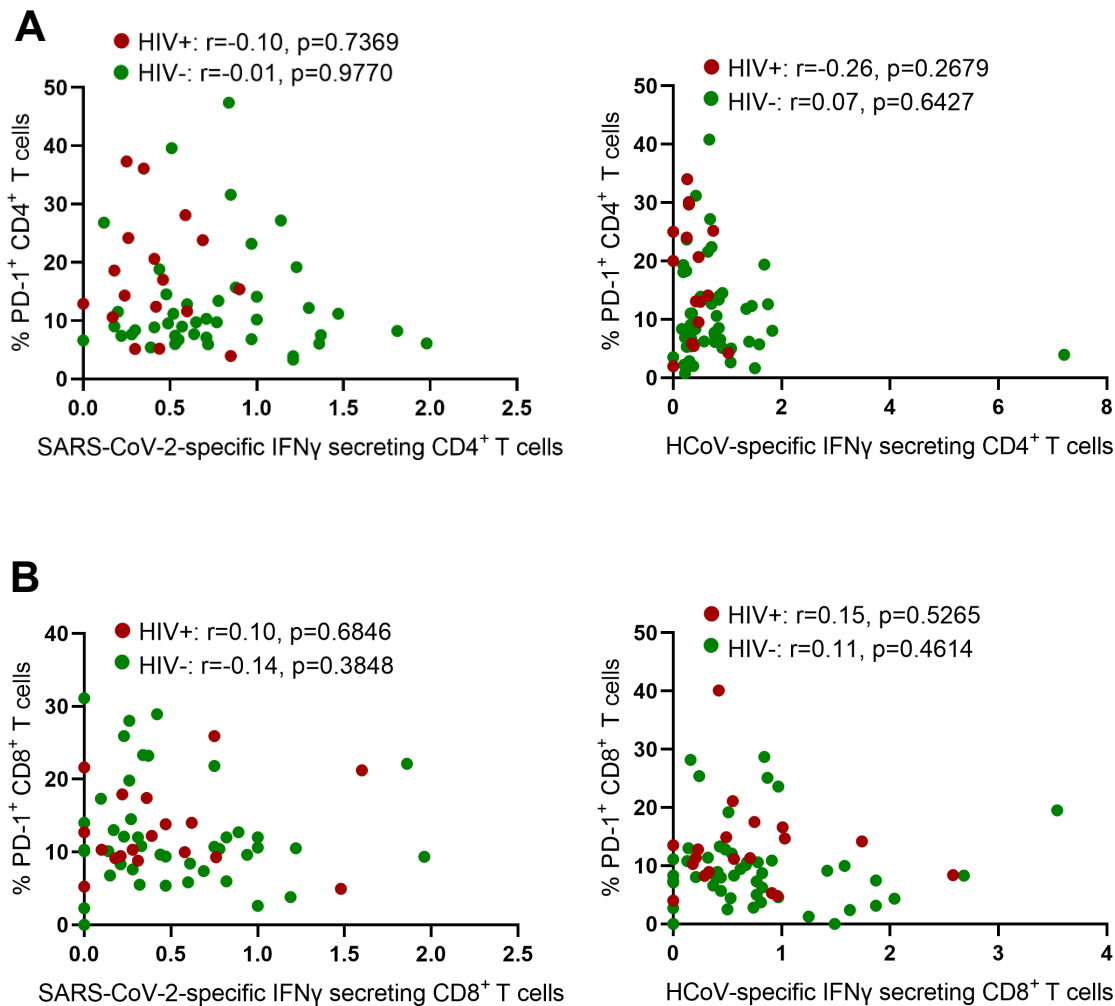 A
HIV+: r=-0.10, p=0.7369
HIV-: r=-0.01, p=0.9770
% PD-1⁺ CD4⁺ T cells
50
40
30
20
10
0
0.0 0.5 1.0 1.5 2.0 2.5
SARS-CoV-2-specific IFNγ secreting CD4⁺ T cells
HIV+: r=-0.26, p=0.2679
HIV-: r=0.07, p=0.6427
% PD-1⁺ CD4⁺ T cells
50
40
30
20
10
0
0 2 4 6 8
HCoV-specific IFNγ secreting CD4⁺ T cells
B
HIV+: r=0.10, p=0.6846
HIV-: r=-0.14, p=0.3848
% PD-1⁺ CD8⁺ T cells
40
30
20
10
0
0.0 0.5 1.0 1.5 2.0 2.5
SARS-CoV-2-specific IFNγ secreting CD8⁺ T cells
HIV+: r=0.15, p=0.5265
HIV-: r=0.11, p=0.4614
% PD-1⁺ CD8⁺ T cells
50
40
30
20
10
0
0 1 2 3 4
HCoV-specific IFNγ secreting CD8⁺ T cells